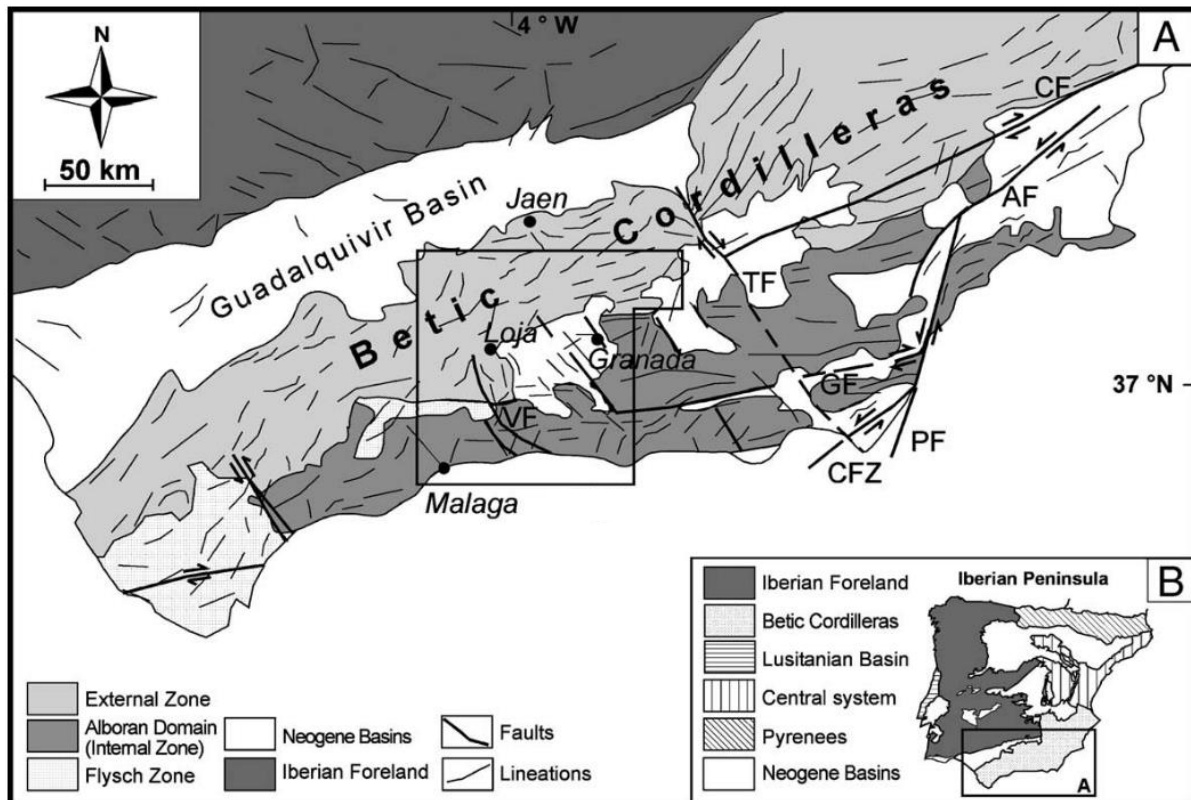 4 ° W
A
N
50 km
CF
AF
Betic Cordilleras
Guadalquivir Basin
Jaen
TF
Loja
Granada
GF
37 °N
VF
PF
CFZ
Malaga
External Zone
Alboran Domain
(Internal Zone)
Flysch Zone
Neogene Basins
Iberian Foreland
Faults
Lineations
B
Iberian Peninsula
Iberian Foreland
Betic Cordilleras
Lusitanian Basin
Central system
Pyrenees
Neogene Basins
A